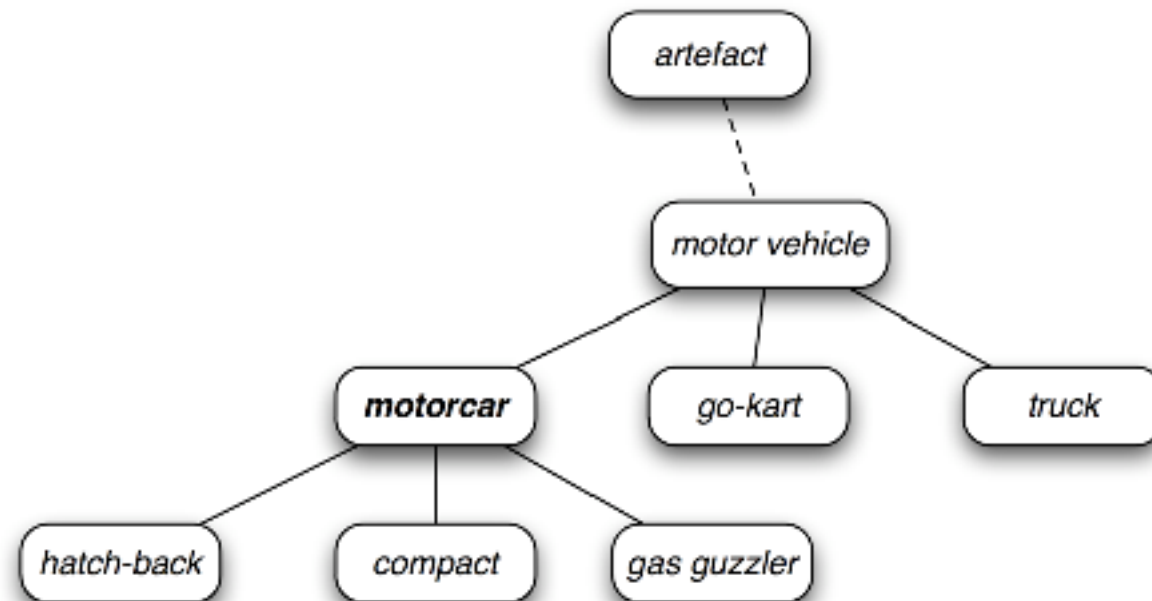 artefact
motor vehicle
motorcar
go-kart
truck
hatch-back
compact
gas guzzler